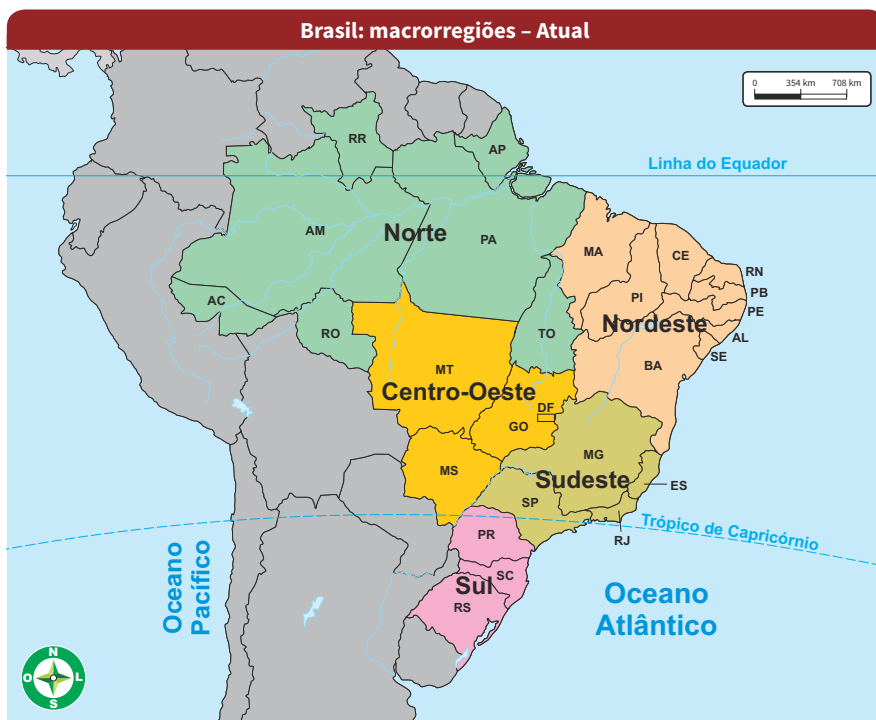 Brasil: macrorregiões – Atual
0 354 km 708 km
RR
AP
Linha do Equador
AM
Norte
PA
MA
CE
RN
PI
PB
AC
PE
Nordeste
RO
TO
AL
SE
MT
BA
Centro-Oeste
DF
GO
MG
MS
Sudeste
ES
SP
Trópico de Capricórnio
PR
RJ
Oceano
Pacífico
SC
Sul
RS
Oceano
Atlântico
N
O L
S